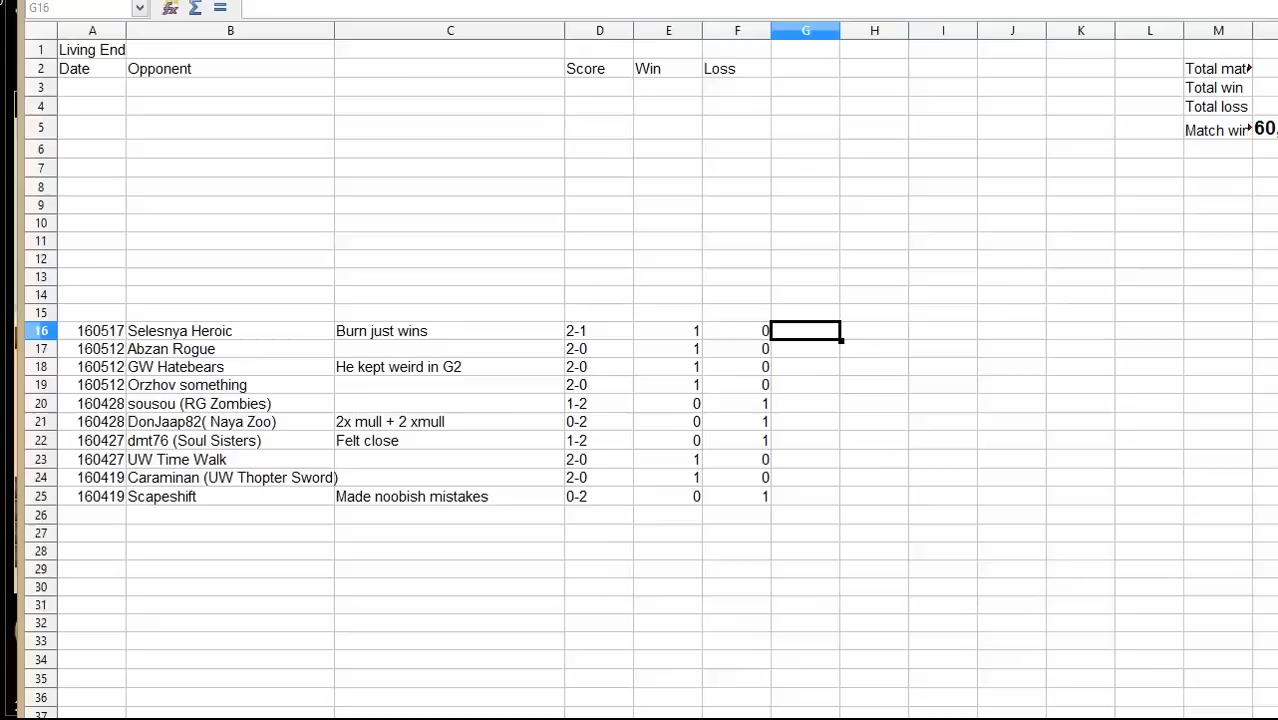 G16
A B C D E F G H I J K L M
1 Living End
2 Date Opponent Score Win Loss Total mat
3 Total win
4 Total loss
5 Match wir 60,
6
7
8
9
10
11
12
13
14
15
16 160517 Selesnya Heroic Burn just wins 2-1 1 0
17 160512 Abzan Rogue 2-0 1 0
18 160512 GW Hatebears He kept weird in G2 2-0 1 0
19 160512 Orzhov something 2-0 1 0
20 160428 sousou (RG Zombies) 1-2 0 1
21 160428 DonJaap82( Naya Zoo) 2x mull + 2 xmull 0-2 0 1
22 160427 dmt76 (Soul Sisters) Felt close 1-2 0 1
23 160427 UW Time Walk 2-0 1 0
24 160419 Caraminan (UW Thopter Sword) 2-0 1 0
25 160419 Scapeshift Made noobish mistakes 0-2 0 1
26
27
28
29
30
31
32
33
34
35
36
37